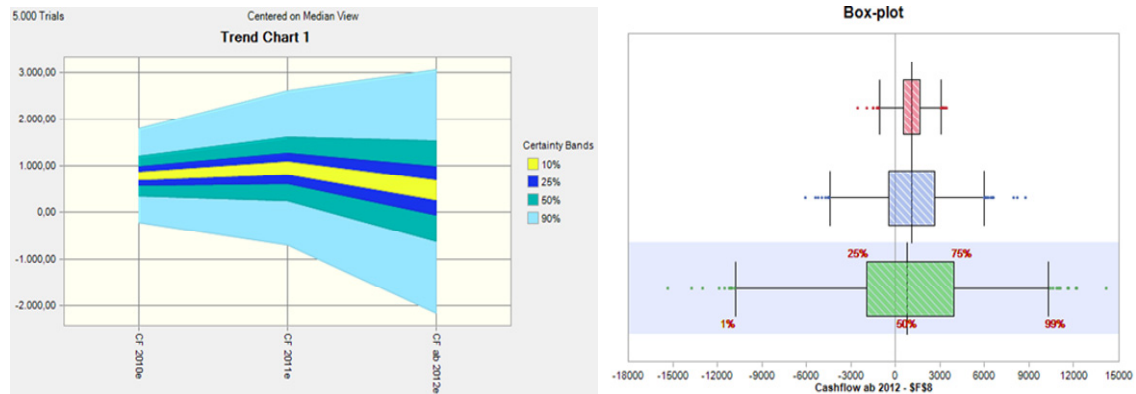 5.000 Trials
Centered on Median View
Trend Chart 1
3.000,00
2.000,00
1.000,00
0,00
-1.000,00
-2.000,00
CF 2010e
CF 2011e
CF ab 2012e
Certainty Bands
10%
25%
50%
90%
Box-plot
25%
75%
1%
50%
99%
-18000 -15000 -12000 -9000 -6000 -3000 0 3000 6000 9000 12000 15000
Cashflow ab 2012 - $F$8